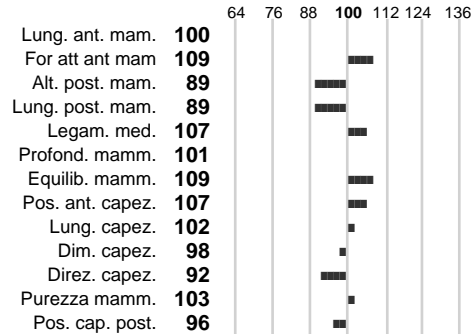 64 76 88 100 112 124 136
Lung. ant. mam. 100
For att ant mam 109
Alt. post. mam. 89
Lung. post. mam. 89
Legam. med. 107
Profond. mamm. 101
Equilib. mamm. 109
Pos. ant. capez. 107
Lung. capez. 102
Dim. capez. 98
Direz. capez. 92
Purezza mamm. 103
Pos. cap. post. 96